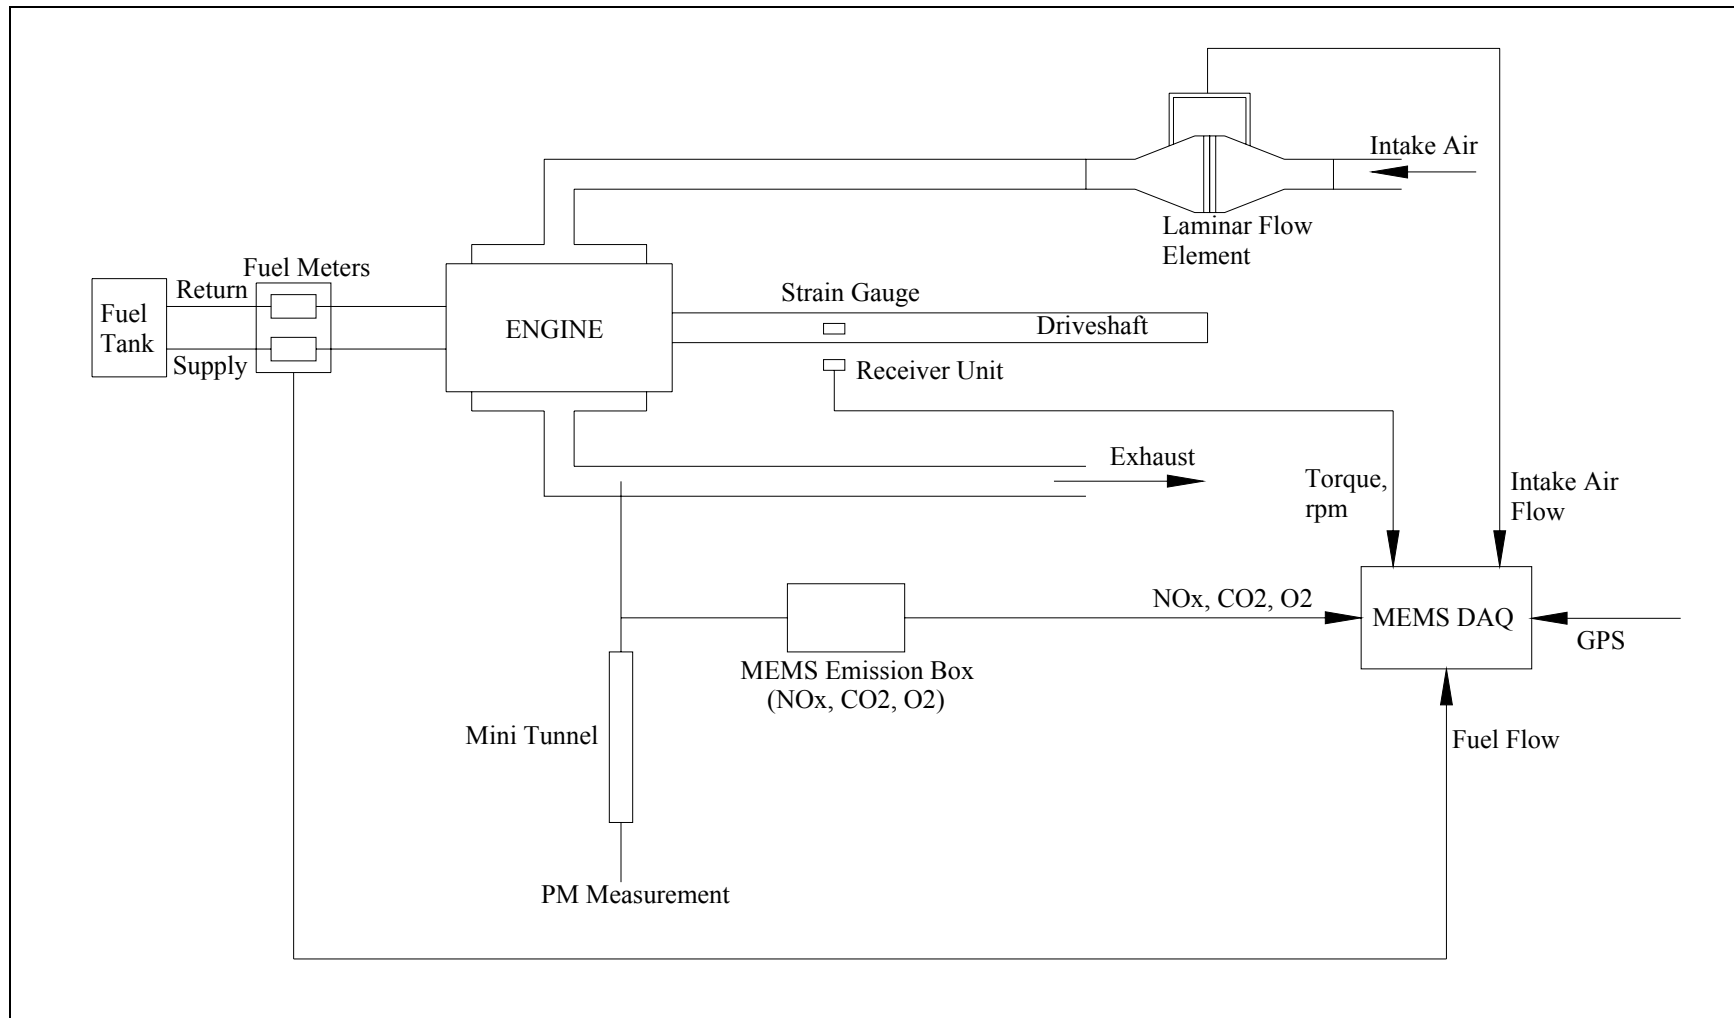 Intake Air
Laminar Flow
Element
Fuel Meters
Return
Strain Gauge
Fuel
Tank
ENGINE
Driveshaft
Supply
Receiver Unit
Exhaust
Torque,
rpm
Intake Air
Flow
NOx, CO2, O2
MEMS DAQ
GPS
MEMS Emission Box
(NOx, CO2, O2)
Mini Tunnel
Fuel Flow
PM Measurement